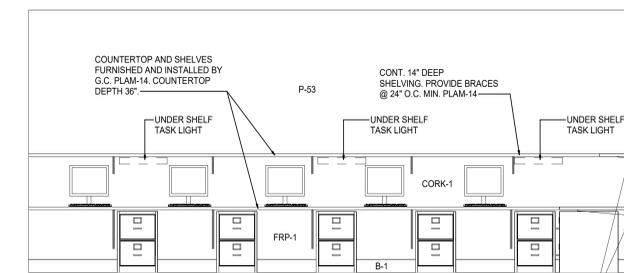 COUNTERTOP AND SHELVES
FURNISHED AND INSTALLED BY
G.C. PLAM-14. COUNTERTOP
DEPTH 36".
P-53
CONT. 14" DEEP
SHELVING. PROVIDE BRACES
@ 24" O.C. MIN. PLAM-14
UNDER SHELF
TASK LIGHT
UNDER SHELF
TASK LIGHT
UNDER SHELF
TASK LIGHT
CORK-1
FRP-1
B-1